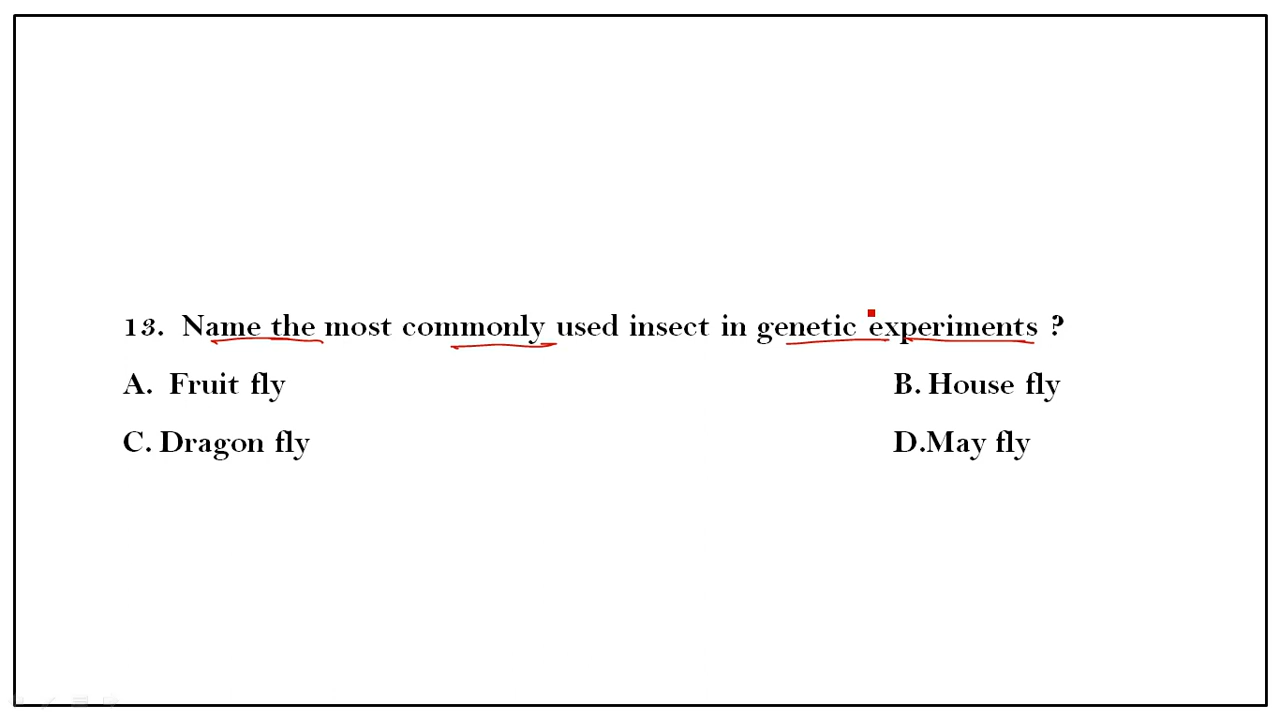 13. Name the most commonly used insect in genetic experiments ?
A. Fruit fly B. House fly
C. Dragon fly D.May fly